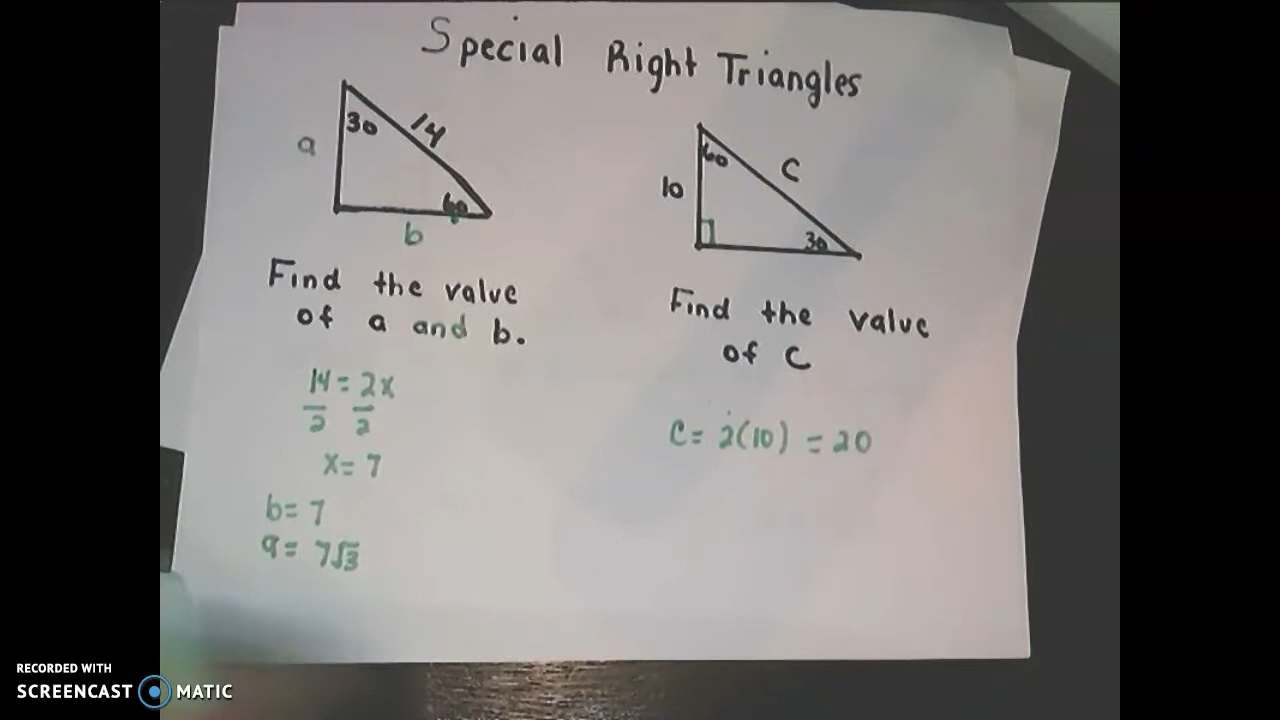 Special Right Triangles
30
14
a
60
b
60
C
10
30
Find the value
of a and b.
Find the value
of C
14 = 2x
2 2
x = 7
b = 7
a = 7√3
C = 2(10) = 20
RECORDED WITH
SCREENCAST MATIC